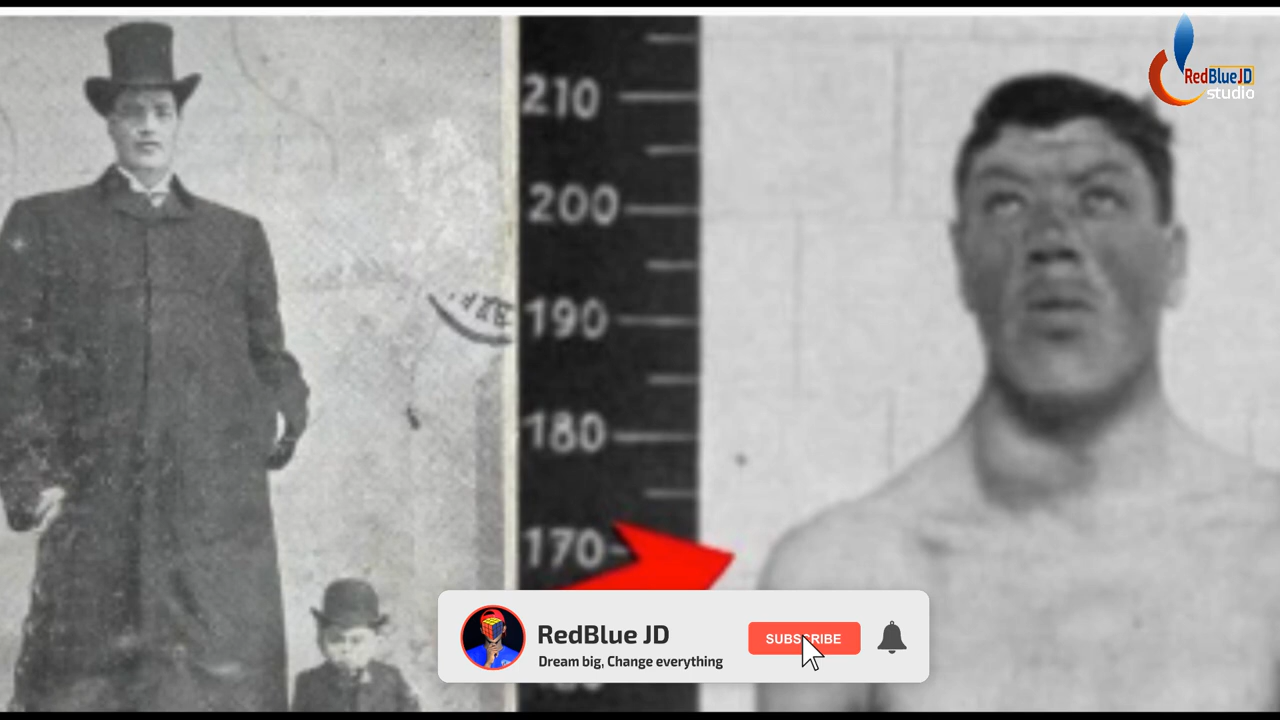 RedBlueJD
studio
210
200
190
180
170
RedBlue JD
SUBSCRIBE
Dream big, Change everything